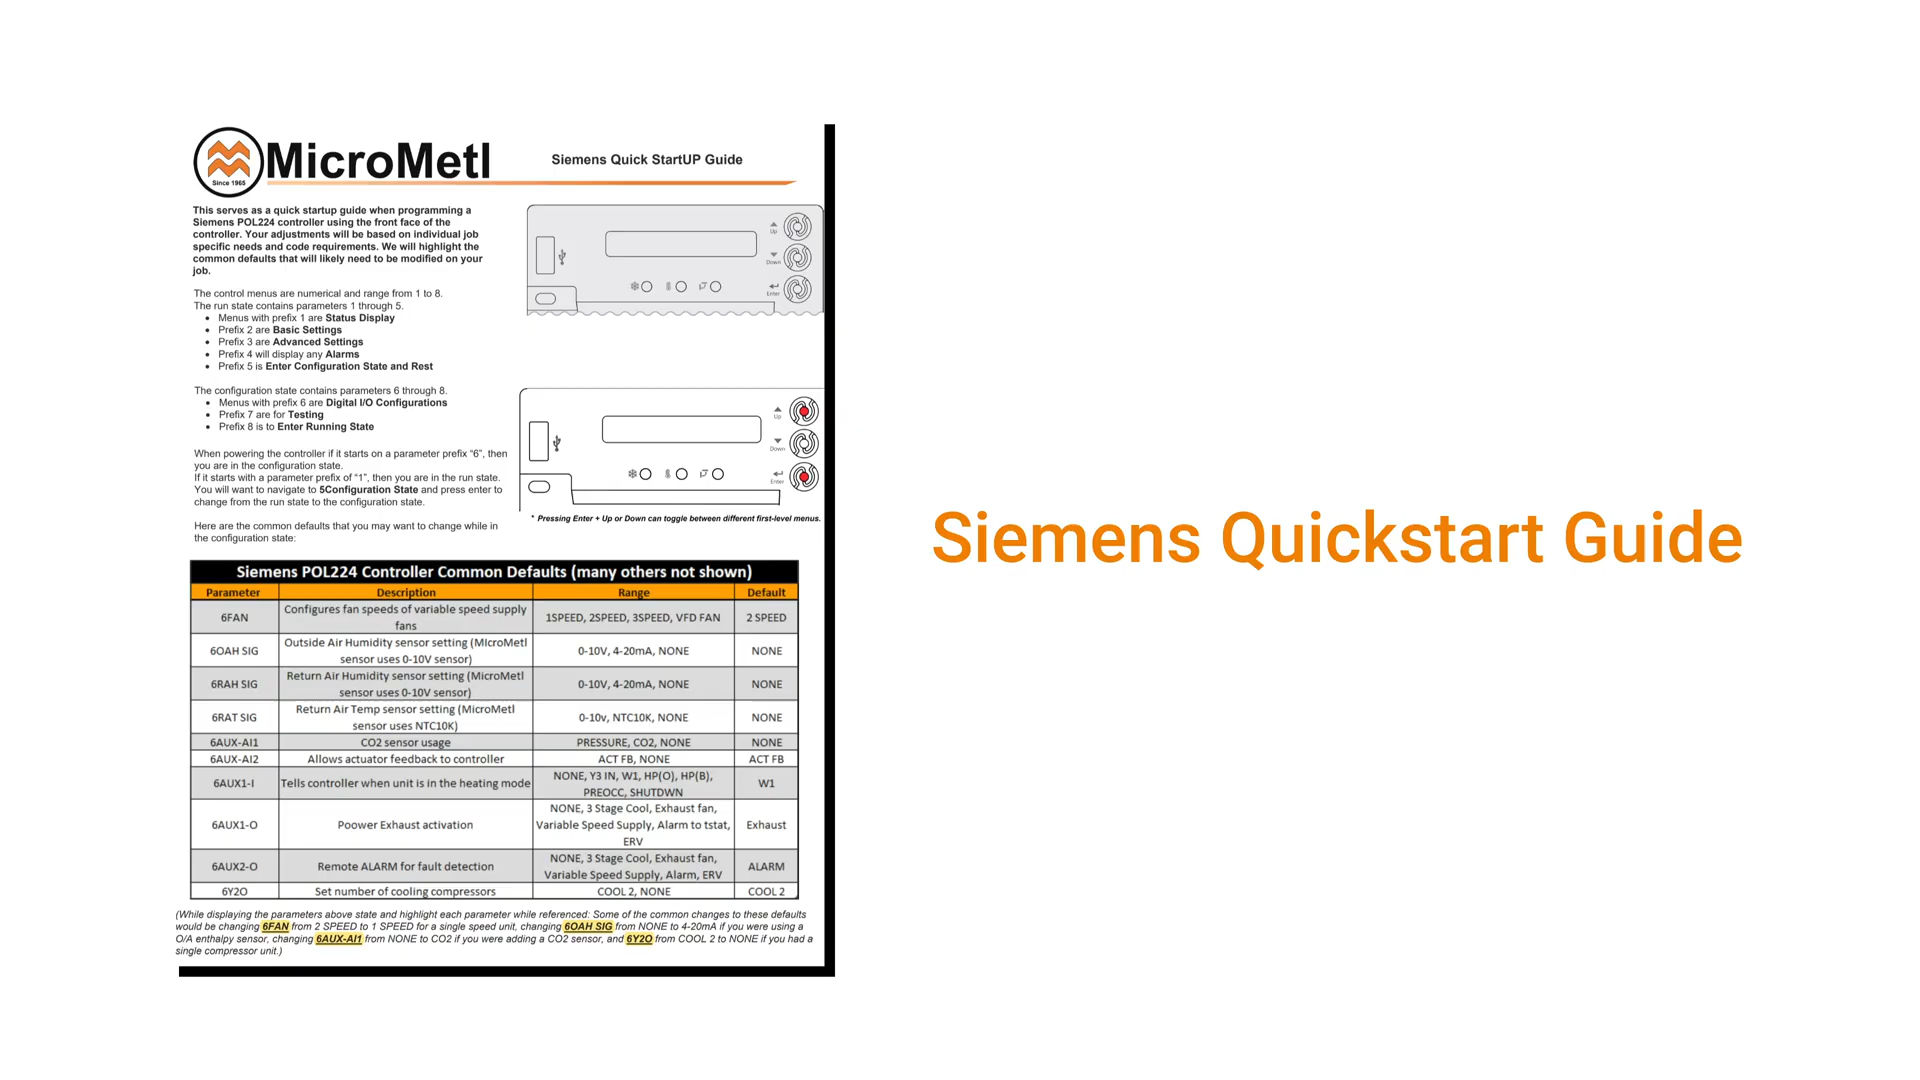 MicroMetl
Since 1965
Siemens Quick StartUP Guide
This serves as a quick startup guide when programming a
Siemens POL224 controller using the front face of the
controller. Your adjustments will be based on individual job
specific needs and code requirements. We will highlight the
common defaults that will likely need to be modified on your
job.
Up
Down
Enter
The control menus are numerical and range from 1 to 8.
The run state contains parameters 1 through 5.
• Menus with prefix 1 are Status Display
• Prefix 2 are Basic Settings
• Prefix 3 are Advanced Settings
• Prefix 4 will display any Alarms
• Prefix 5 is Enter Configuration State and Rest
The configuration state contains parameters 6 through 8.
• Menus with prefix 6 are Digital I/O Configurations
• Prefix 7 are for Testing
• Prefix 8 is to Enter Running State
Up
Down
Enter
When powering the controller if it starts on a parameter prefix “6”, then
you are in the configuration state.
If it starts with a parameter prefix of “1”, then you are in the run state.
You will want to navigate to 5Configuration State and press enter to
change from the run state to the configuration state.
* Pressing Enter + Up or Down can toggle between different first-level menus.
Here are the common defaults that you may want to change while in
the configuration state:
Siemens POL224 Controller Common Defaults (many others not shown)
Parameter Description Range Default
6FAN Configures fan speeds of variable speed supply fans 1SPEED, 2SPEED, 3SPEED, VFD FAN 2 SPEED
6OAH SIG Outside Air Humidity sensor setting (MIcroMetl sensor uses 0-10V sensor) 0-10V, 4-20mA, NONE NONE
6RAH SIG Return Air Humidity sensor setting (MicroMetl sensor uses 0-10V sensor) 0-10V, 4-20mA, NONE NONE
6RAT SIG Return Air Temp sensor setting (MicroMetl sensor uses NTC10K) 0-10v, NTC10K, NONE NONE
6AUX-AI1 CO2 sensor usage PRESSURE, CO2, NONE NONE
6AUX-AI2 Allows actuator feedback to controller ACT FB, NONE ACT FB
6AUX1-I Tells controller when unit is in the heating mode NONE, Y3 IN, W1, HP(O), HP(B), PREOCC, SHUTDWN W1
6AUX1-O Poower Exhaust activation NONE, 3 Stage Cool, Exhaust fan, Variable Speed Supply, Alarm to tstat, ERV Exhaust
6AUX2-O Remote ALARM for fault detection NONE, 3 Stage Cool, Exhaust fan, Variable Speed Supply, Alarm, ERV ALARM
6Y2O Set number of cooling compressors COOL 2, NONE COOL 2
(While displaying the parameters above state and highlight each parameter while referenced: Some of the common changes to these defaults
would be changing 6FAN from 2 SPEED to 1 SPEED for a single speed unit, changing 6OAH SIG from NONE to 4-20mA if you were using a
O/A enthalpy sensor, changing 6AUX-AI1 from NONE to CO2 if you were adding a CO2 sensor, and 6Y2O from COOL 2 to NONE if you had a
single compressor unit.)
Siemens Quickstart Guide